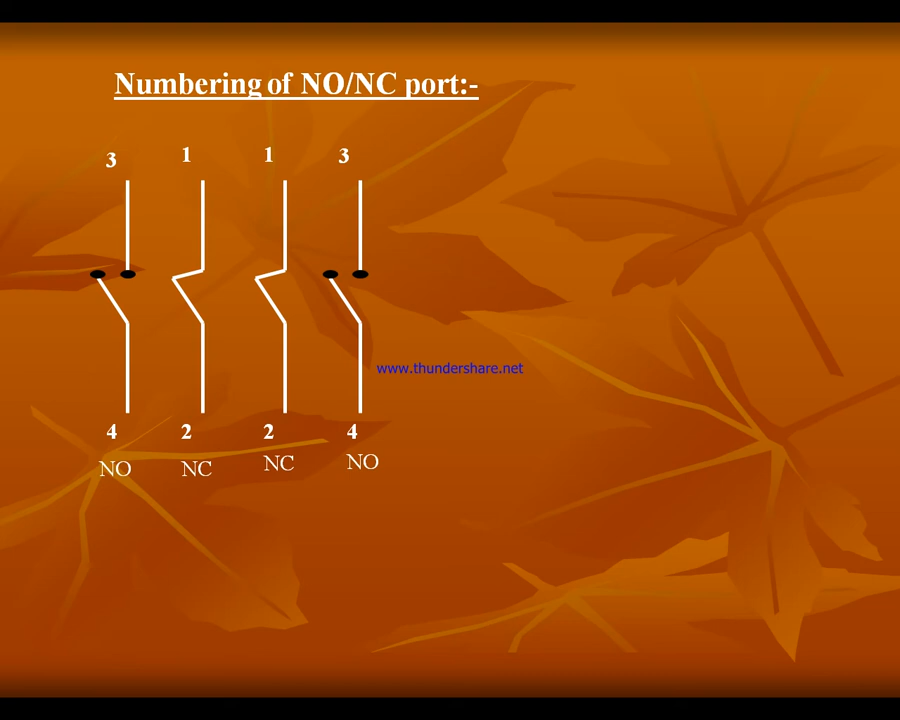 Numbering of NO/NC port:-
3 1 1 3
www.thundershare.net
4 2 2 4
NO NC NC NO